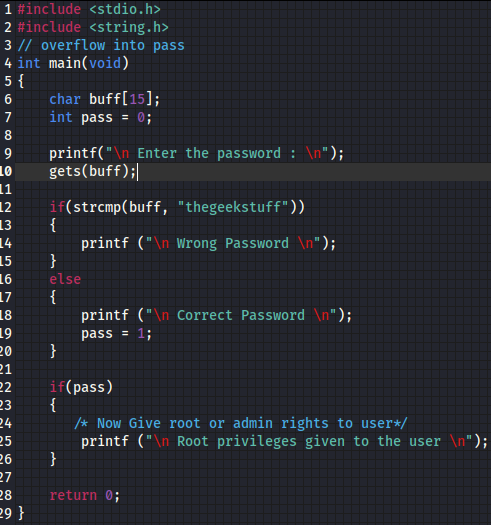 1 #include <stdio.h>
2 #include <string.h>
3 // overflow into pass
4 int main(void)
5 {
6     char buff[15];
7     int pass = 0;
8
9     printf("\n Enter the password : \n");
10     gets(buff);
11
12     if(strcmp(buff, "thegeekstuff"))
13     {
14         printf ("\n Wrong Password \n");
15     }
16     else
17     {
18         printf ("\n Correct Password \n");
19         pass = 1;
20     }
21
22     if(pass)
23     {
24        /* Now Give root or admin rights to user*/
25         printf ("\n Root privileges given to the user \n");
26     }
27
28     return 0;
29 }